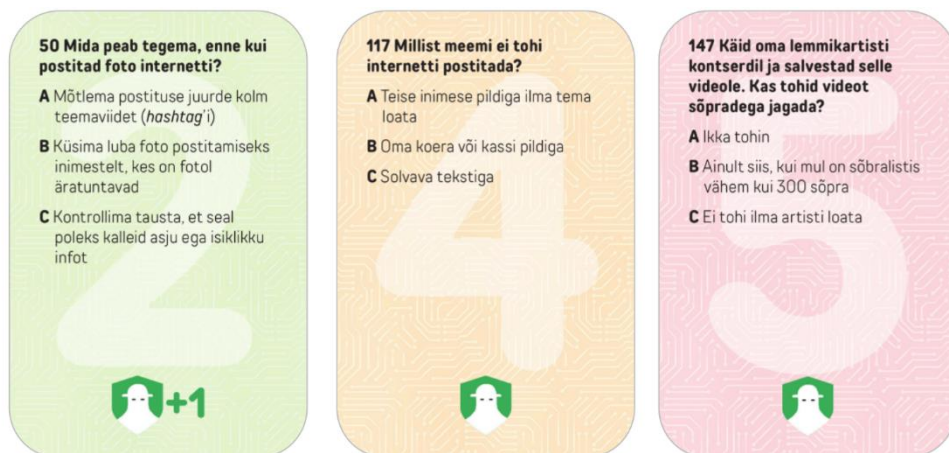 50 Mida peab tegema, enne kui
postitad foto internetti?
A Mõtlema postituse juurde kolm
teemaviidet (hashtag'i)
B Küsima luba foto postitamiseks
inimestelt, kes on fotol
äratuntavad
C Kontrollima tausta, et seal
poleks kalleid asju ega isiklikku
infot
2
+1
117 Millist meemi ei tohi
internetti postitada?
A Teise inimese pildiga ilma tema
loata
B Oma koera või kassi pildiga
C Solvava tekstiga
4
147 Käid oma lemmikartisti
kontserdil ja salvestad selle
videole. Kas tohid videot
sõpradega jagada?
A Ikka tohin
B Ainult siis, kui mul on sõbralistis
vähem kui 300 sõpra
C Ei tohi ilma artisti loata
5